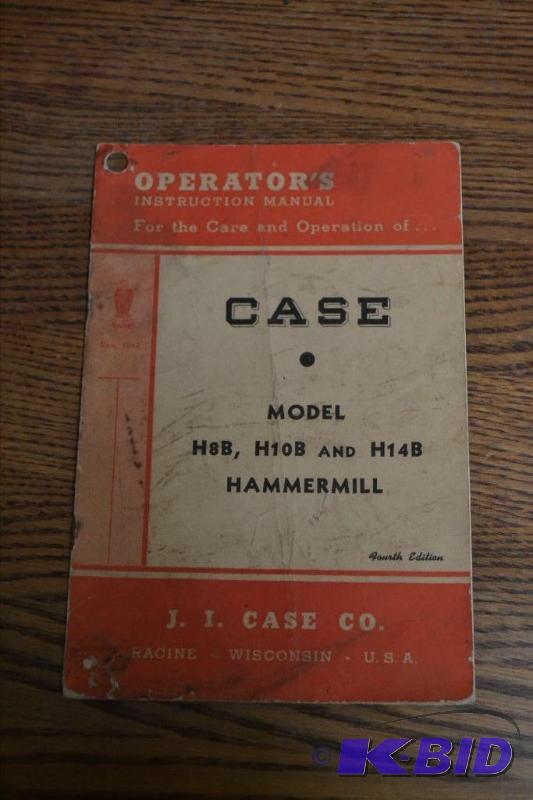 OPERATOR'S
INSTRUCTION MANUAL
For the Care and Operation of...
CASE
MODEL
H8B, H10B AND H14B
HAMMERMILL
Fourth Edition
J. I. CASE CO.
RACINE - WISCONSIN - U.S.A.
© K-BID